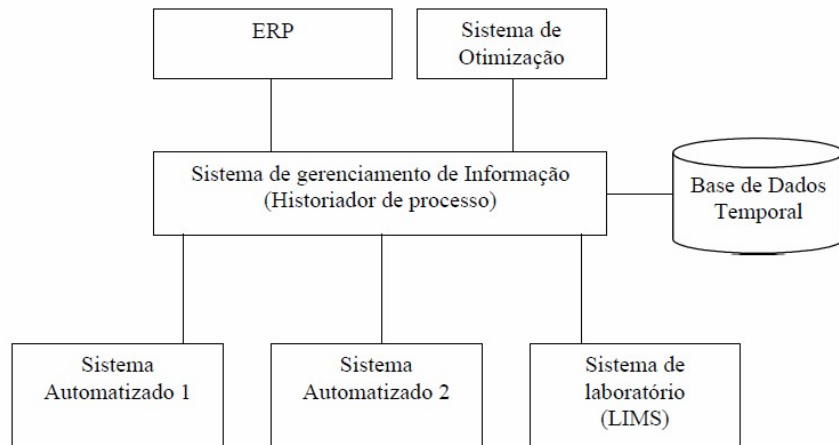 ERP
Sistema de
Otimização
Sistema de gerenciamento de Informação
(Historiador de processo)
Base de Dados
Temporal
Sistema
Automatizado 1
Sistema
Automatizado 2
Sistema de
laboratório
(LIMS)